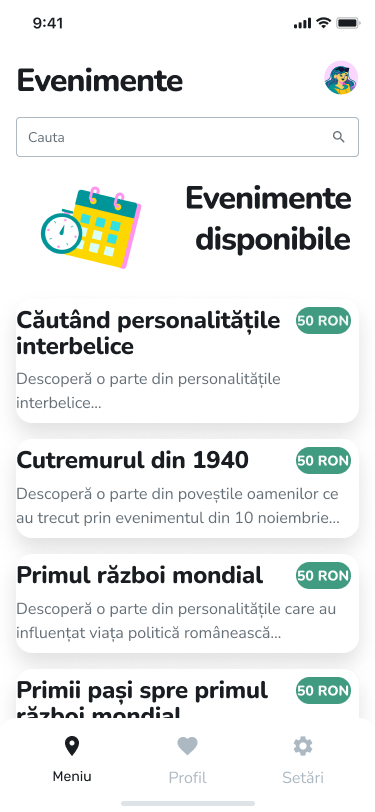 9:41
Evenimente
Cauta
Evenimente
disponibile
Căutând personalitățile
interbelice
50 RON
Descoperă o parte din personalitățile
interbelice...
Cutremurul din 1940
50 RON
Descoperă o parte din poveștile oamenilor ce
au trecut prin evenimentul din 10 noiembrie...
Primul război mondial
50 RON
Descoperă o parte din personalitățile care au
influențat viața politică românească...
Primii pași spre primul
război mondial
50 RON
Meniu
Profil
Setări